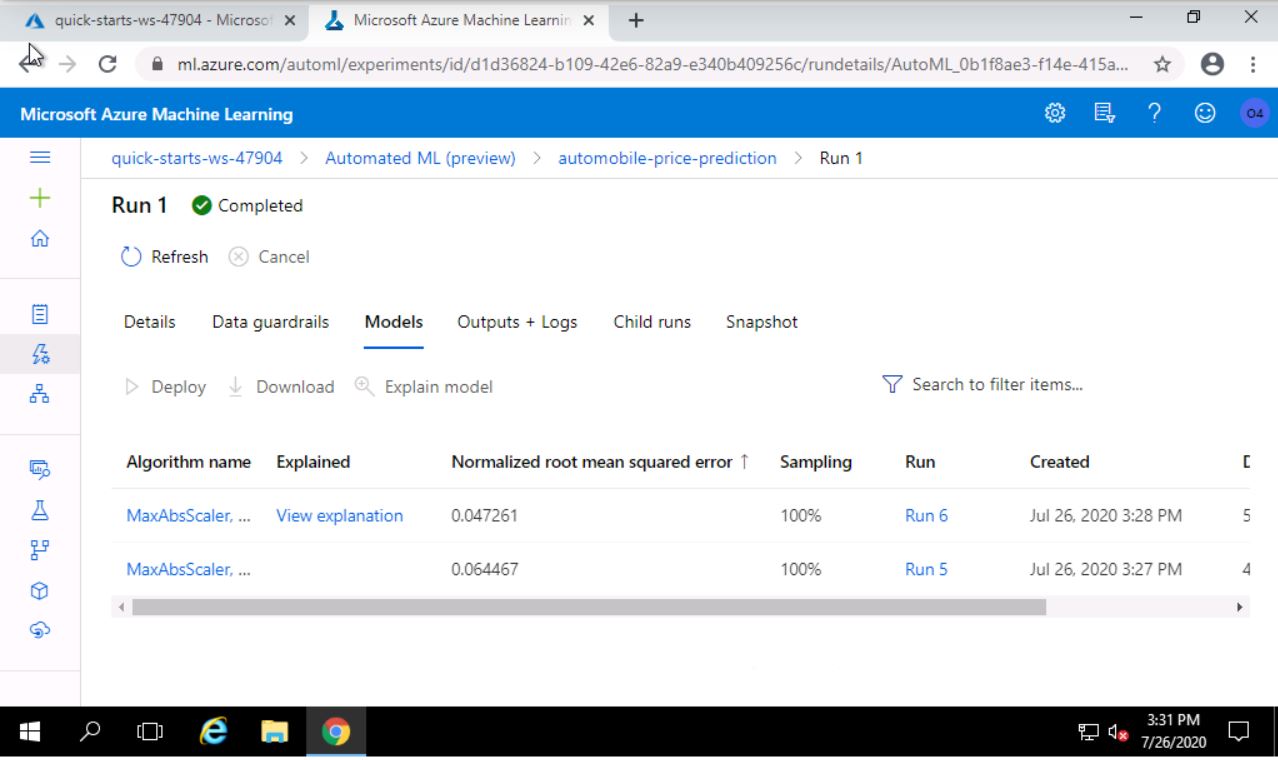 quick-starts-ws-47904 - Microsof
Microsoft Azure Machine Learnin
ml.azure.com/automl/experiments/id/d1d36824-b109-42e6-82a9-e340b409256c/rundetails/AutoML_0b1f8ae3-f14e-415a...
Microsoft Azure Machine Learning
O4
quick-starts-ws-47904 > Automated ML (preview) > automobile-price-prediction > Run 1
Run 1 Completed
Refresh Cancel
Details Data guardrails Models Outputs + Logs Child runs Snapshot
Deploy Download Explain model Search to filter items...
Algorithm name Explained Normalized root mean squared error ↑ Sampling Run Created
MaxAbsScaler, ... View explanation 0.047261 100% Run 6 Jul 26, 2020 3:28 PM 5
MaxAbsScaler, ... 0.064467 100% Run 5 Jul 26, 2020 3:27 PM 4
3:31 PM
7/26/2020